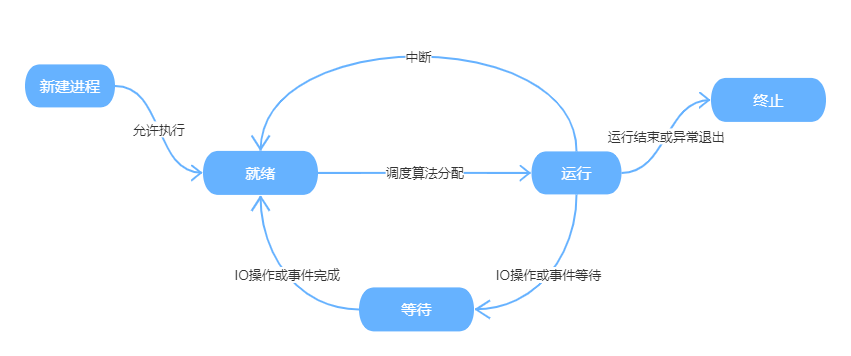 中断
新建进程
终止
允许执行
运行结束或异常退出
就绪
调度算法分配
运行
IO操作或事件完成
IO操作或事件等待
等待